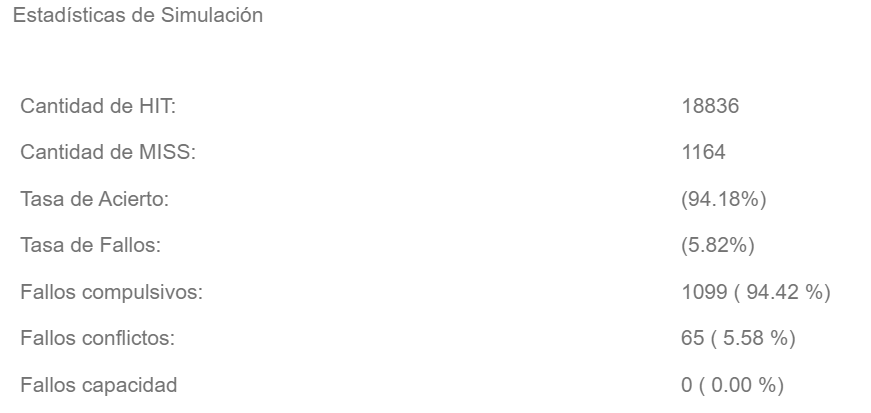 Estadísticas de Simulación
Cantidad de HIT: 18836
Cantidad de MISS: 1164
Tasa de Acierto: (94.18%)
Tasa de Fallos: (5.82%)
Fallos compulsivos: 1099 ( 94.42 %)
Fallos conflictos: 65 ( 5.58 %)
Fallos capacidad 0 ( 0.00 %)